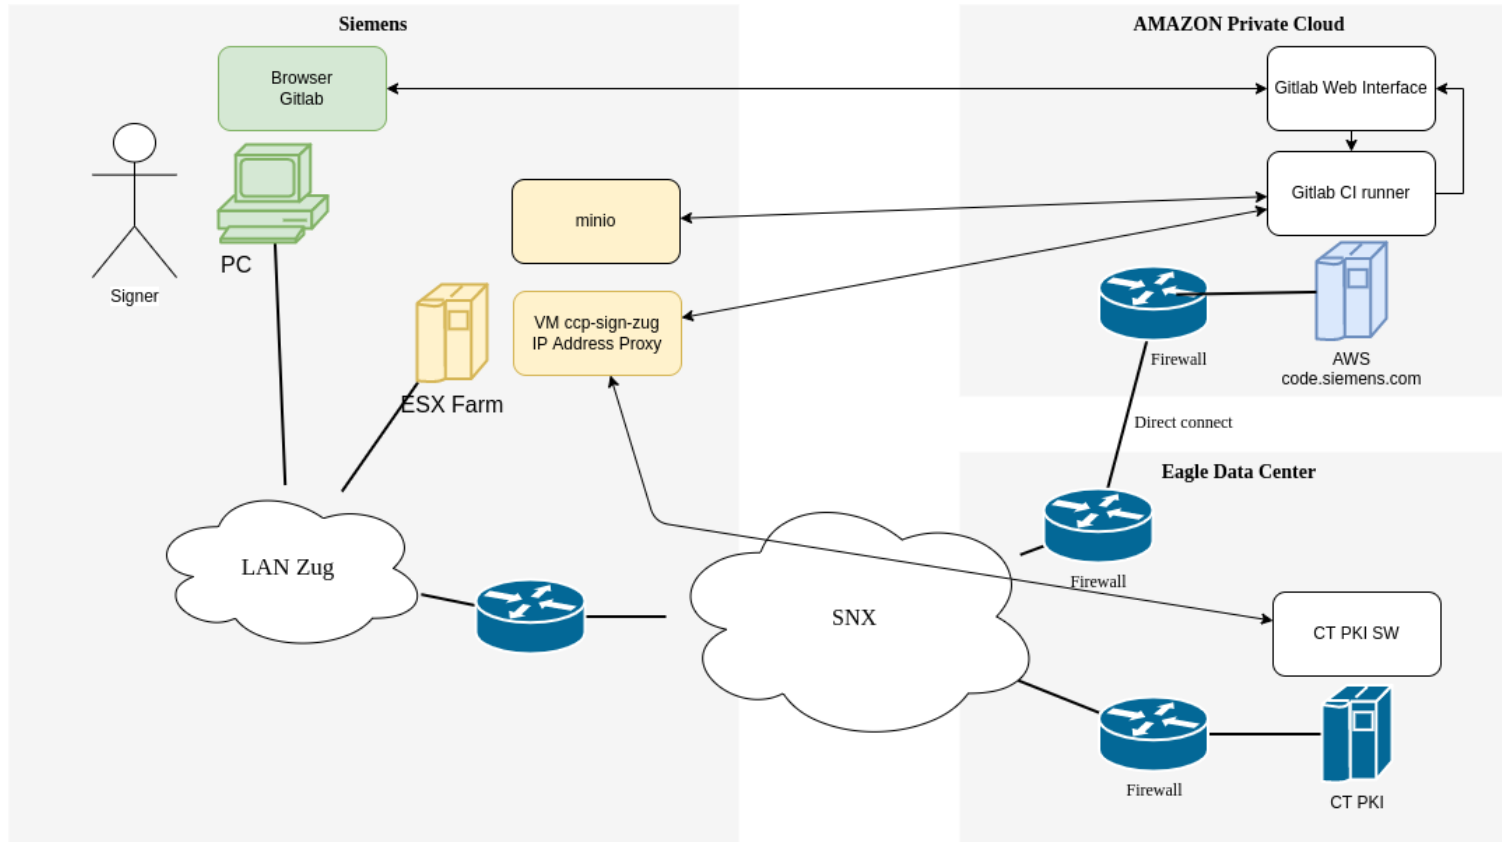 Siemens
AMAZON Private Cloud
Browser
Gitlab
Gitlab Web Interface
Gitlab CI runner
minio
PC
Signer
VM ccp-sign-zug
IP Address Proxy
ESX Farm
Firewall
AWS
code.siemens.com
Direct connect
Eagle Data Center
LAN Zug
Firewall
SNX
CT PKI SW
Firewall
CT PKI